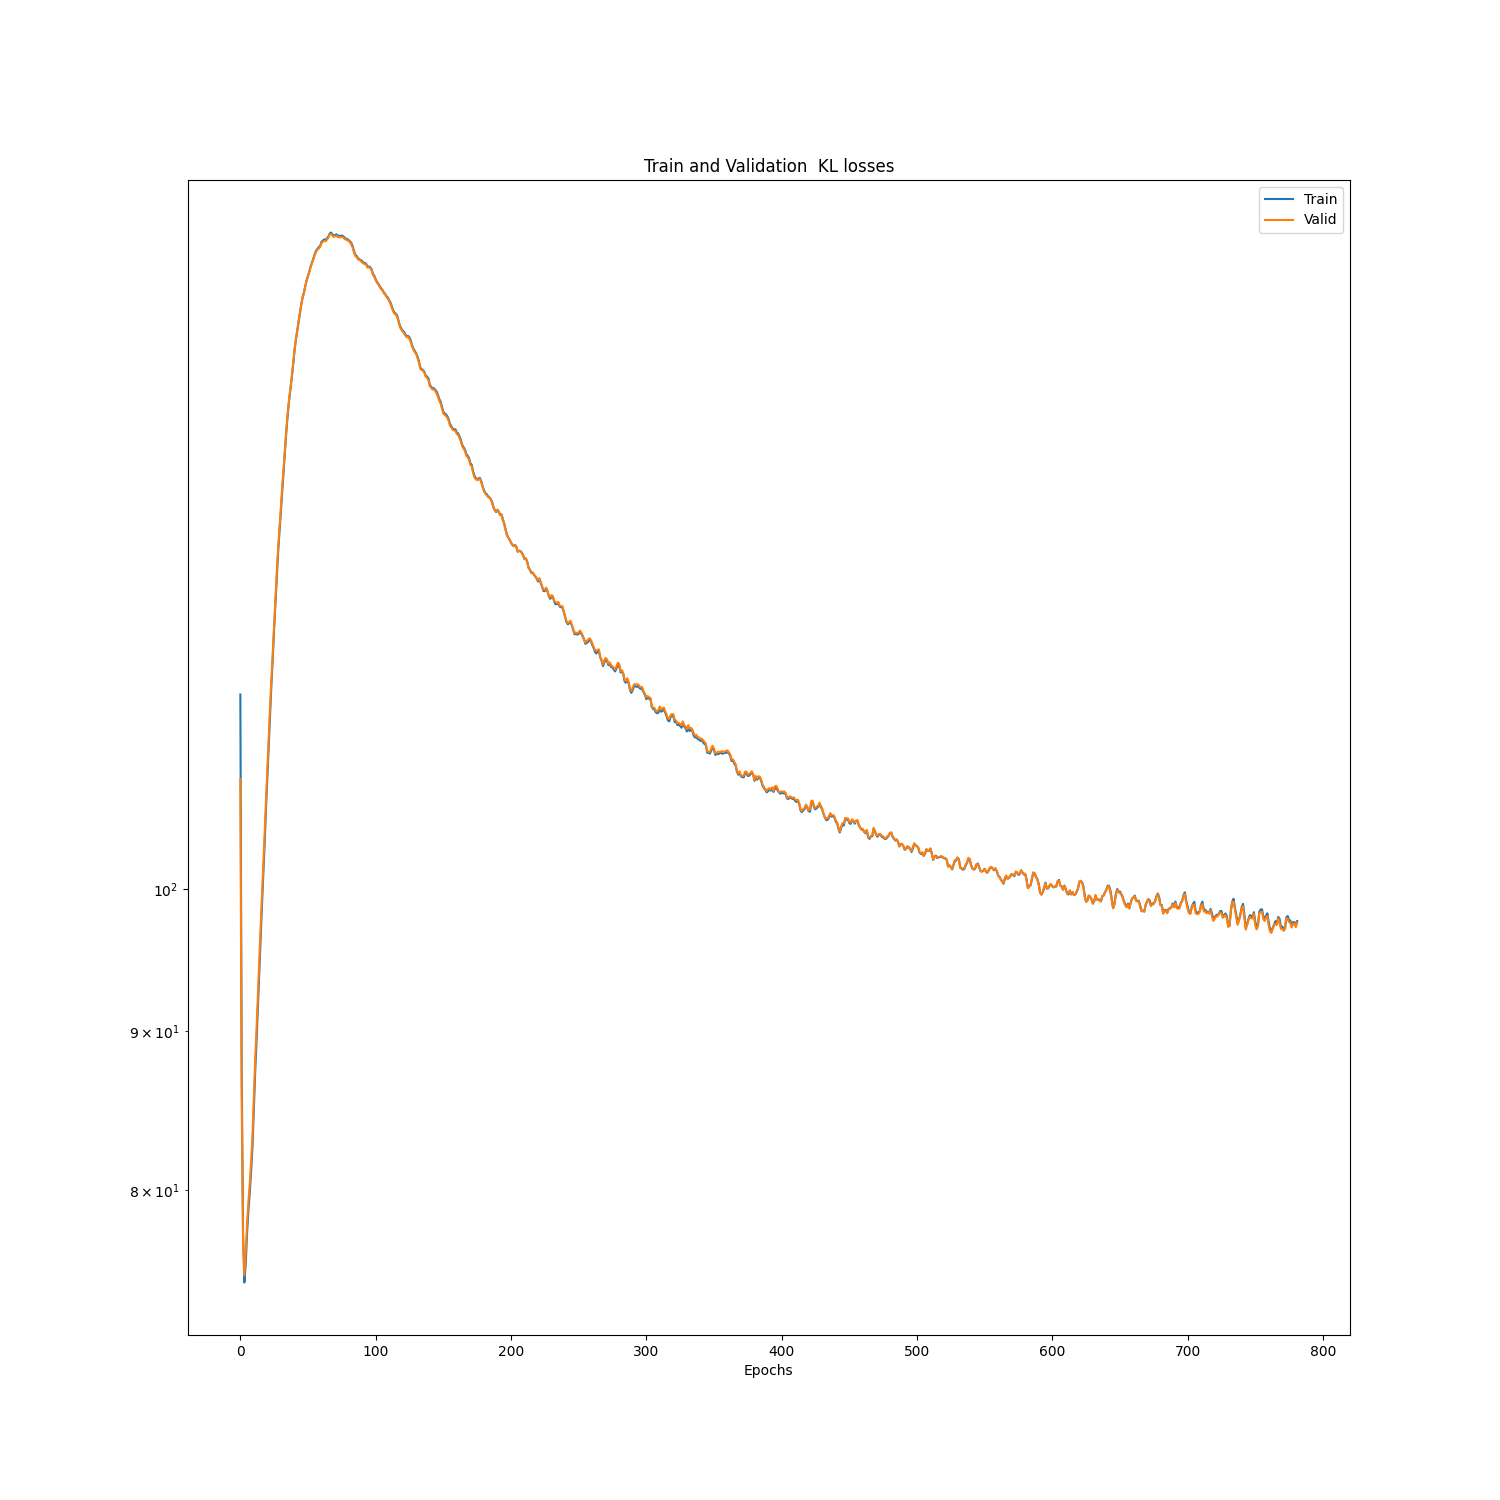 Train and Validation  KL losses
Train
Valid
10²
9 × 10¹
8 × 10¹
0 100 200 300 400 500 600 700 800
Epochs